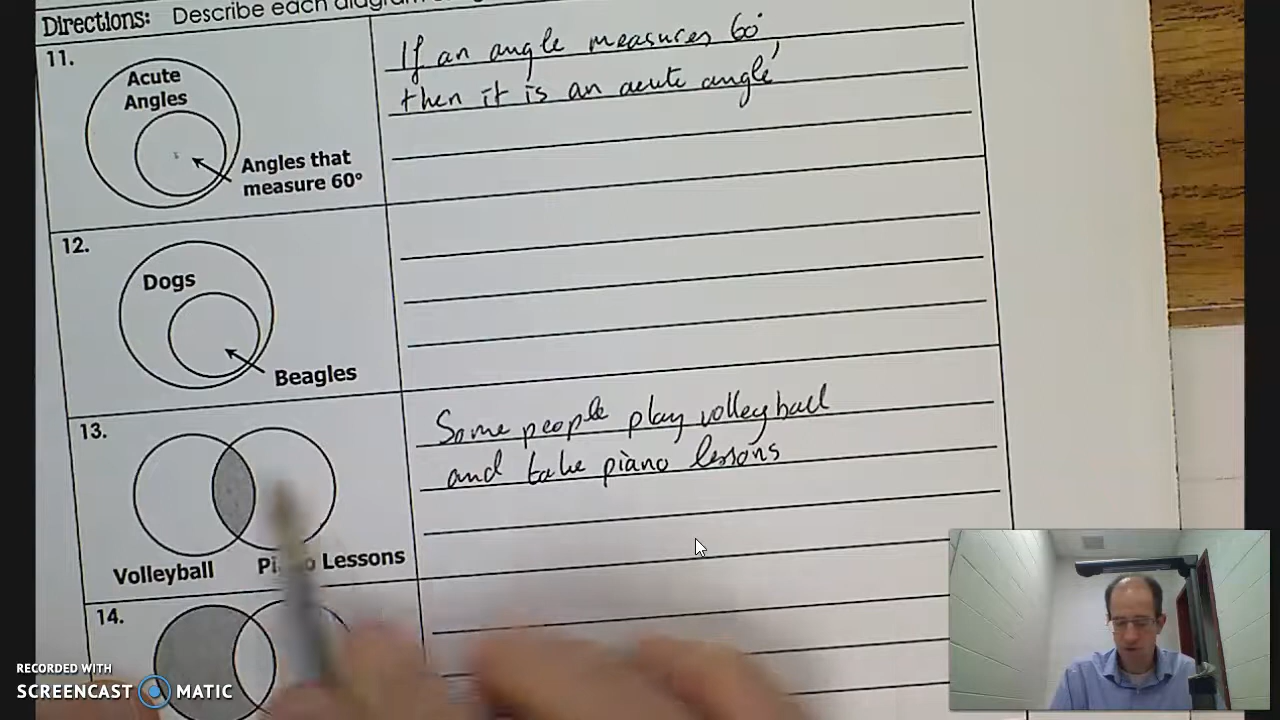 Directions: Describe each diagram
11.
Acute
Angles
Angles that
measure 60°
If an angle measures 60°,
then it is an acute angle
12.
Dogs
Beagles
13.
Volleyball
Lessons
Some people play volleyball
and take piano lessons
14.
RECORDED WITH
SCREENCAST MATIC